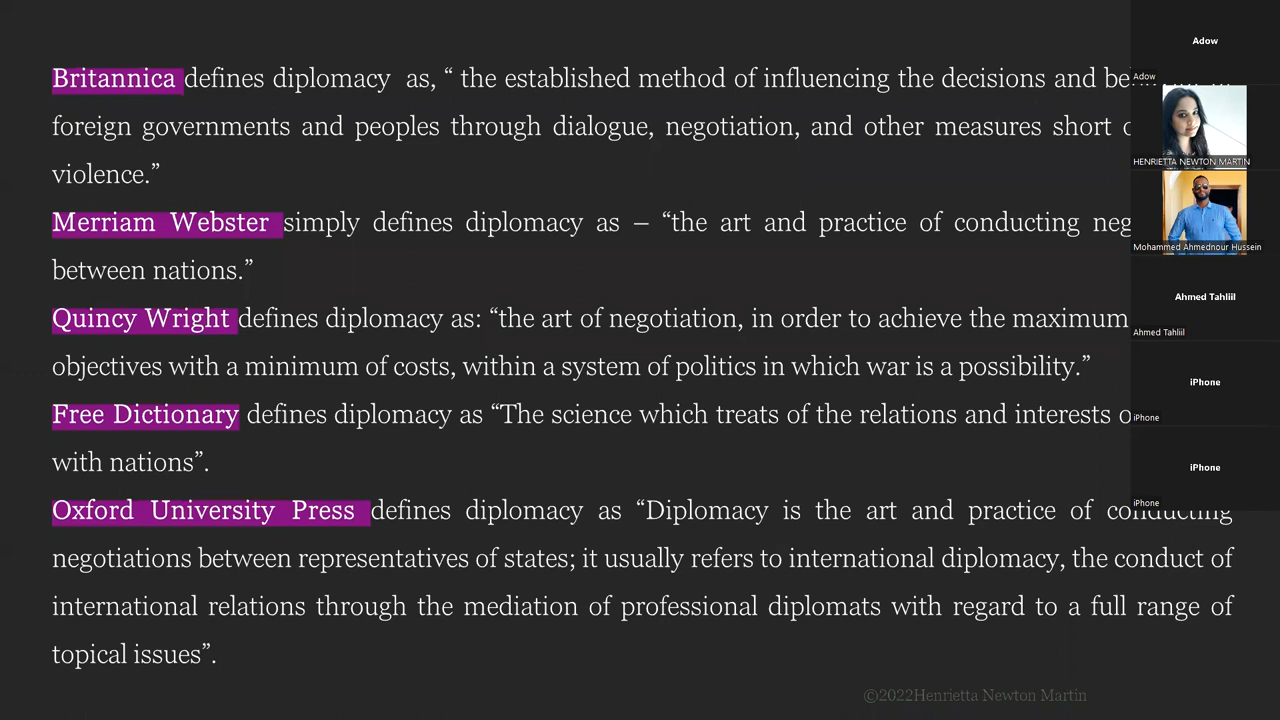 Britannica defines diplomacy as, “ the established method of influencing the decisions and
foreign governments and peoples through dialogue, negotiation, and other measures short
violence.”
Merriam Webster simply defines diplomacy as – “the art and practice of conducting
between nations.”
Quincy Wright defines diplomacy as: “the art of negotiation, in order to achieve the maximum
objectives with a minimum of costs, within a system of politics in which war is a possibility.”
Free Dictionary defines diplomacy as “The science which treats of the relations and interests
with nations”.
Oxford University Press defines diplomacy as “Diplomacy is the art and practice of conducting
negotiations between representatives of states; it usually refers to international diplomacy, the conduct of
international relations through the mediation of professional diplomats with regard to a full range of
topical issues”.
©2022Henrietta Newton Martin
Adow
Adow
HENRIETTA NEWTON MARTIN
Mohammed Ahmednour Hussein
Ahmed Tahliil
Ahmed Tahliil
iPhone
iPhone
iPhone
iPhone